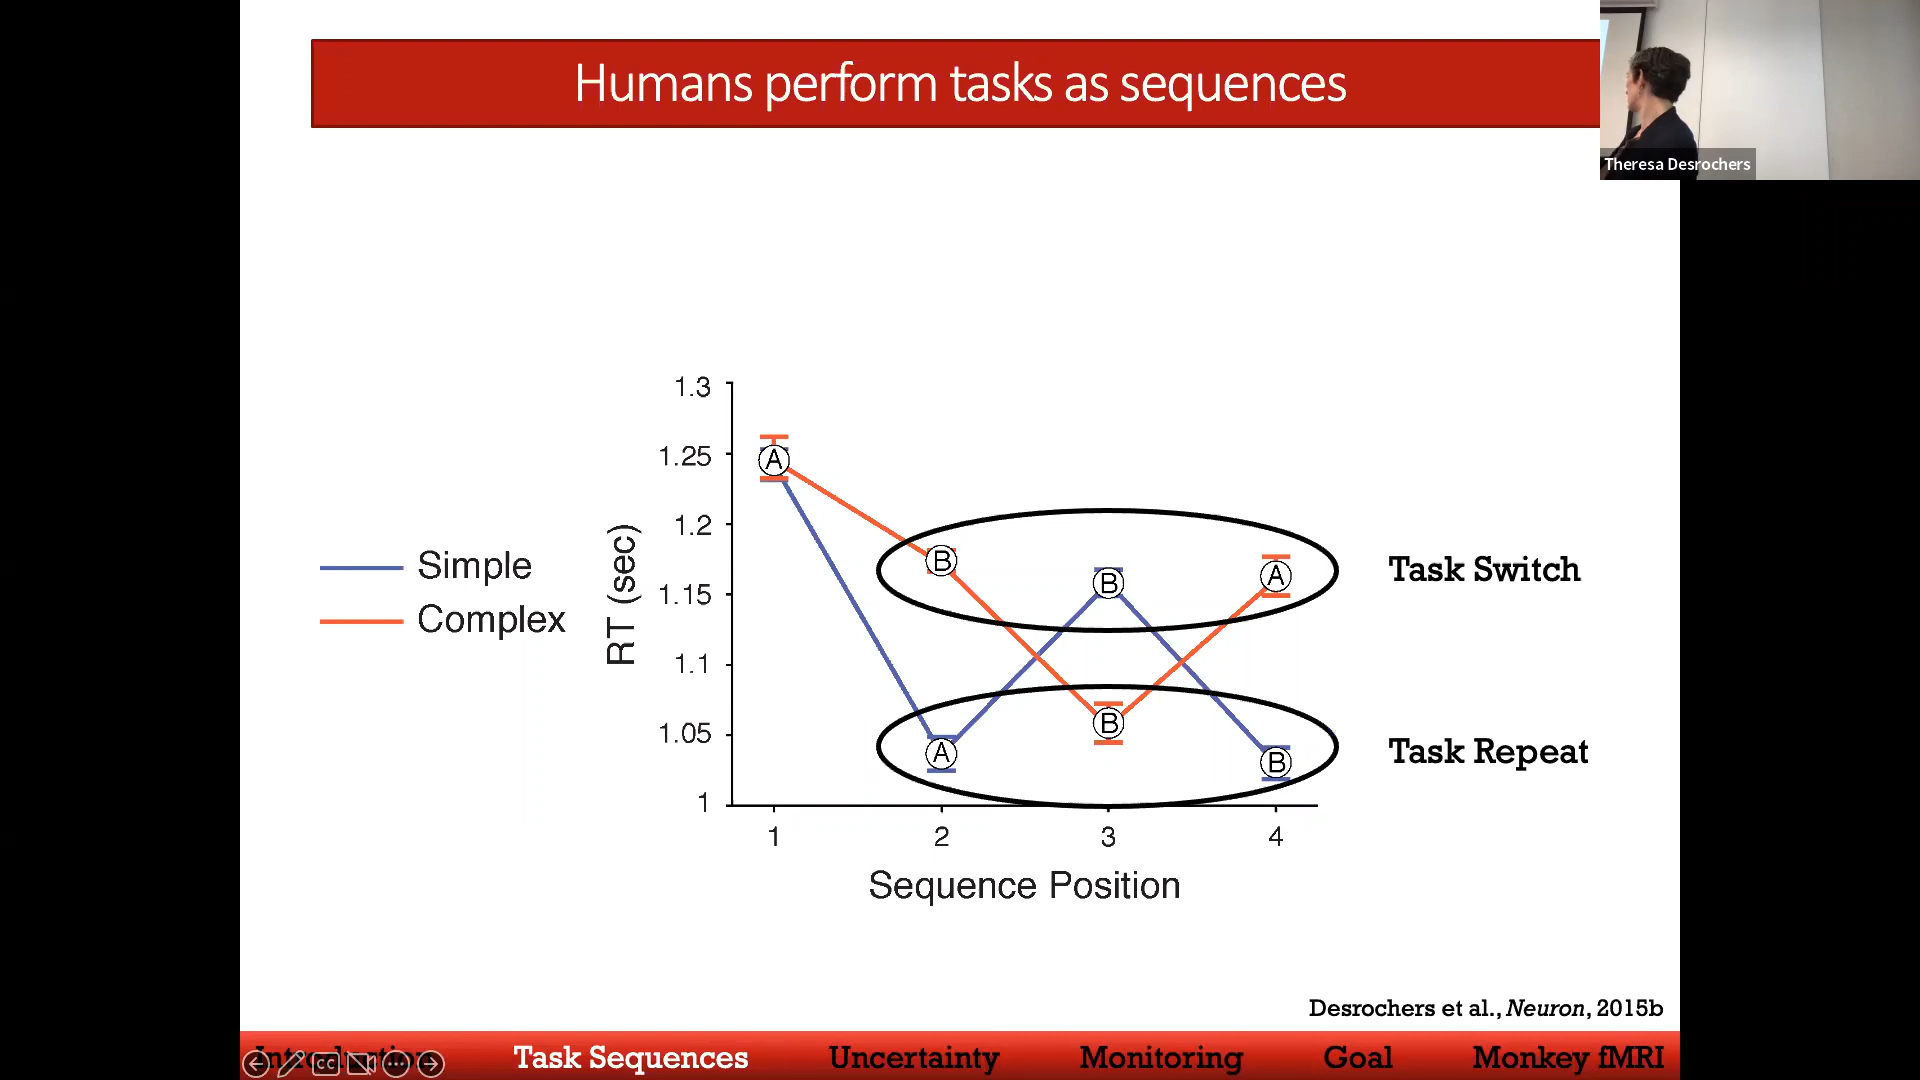 Humans perform tasks as sequences
Theresa Desrochers
Simple
Complex
RT (sec)
1.3
1.25
1.2
1.15
1.1
1.05
1
A
B
B
A
A
B
B
Task Switch
Task Repeat
1 2 3 4
Sequence Position
Desrochers et al., Neuron, 2015b
Introduction Task Sequences Uncertainty Monitoring Goal Monkey fMRI
CC